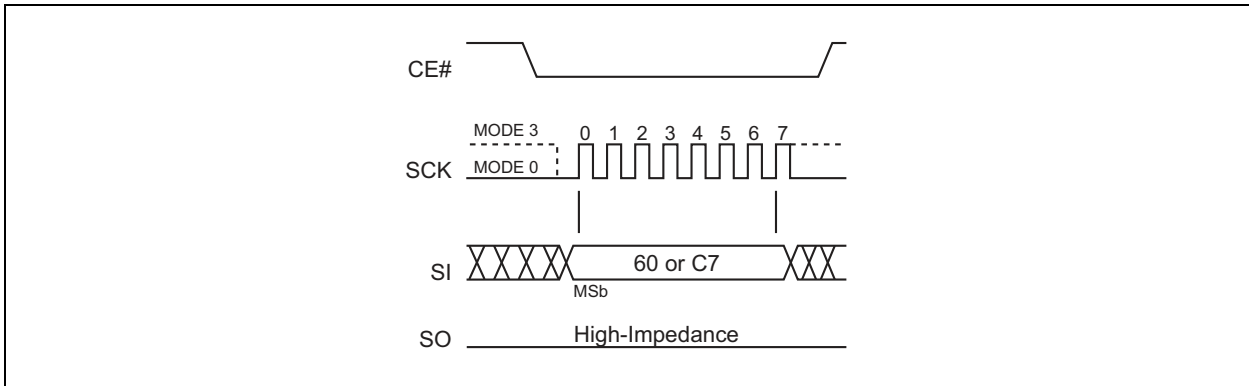 CE#
MODE 3
0 1 2 3 4 5 6 7
SCK
MODE 0
SI
60 or C7
MSb
SO
High-Impedance